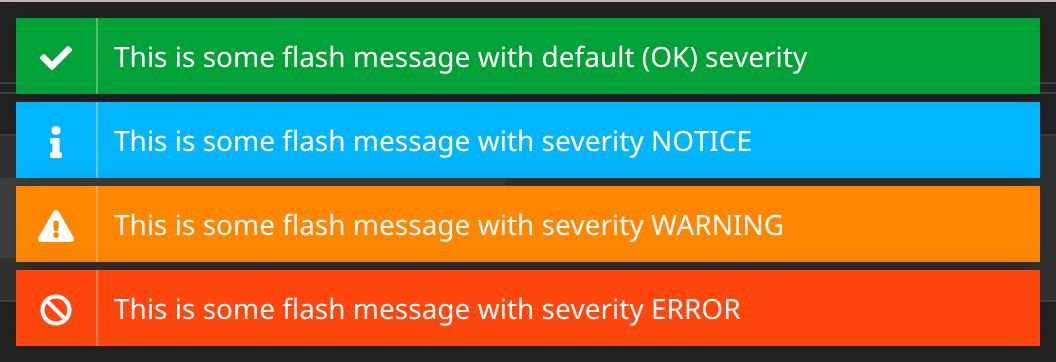 This is some flash message with default (OK) severity
This is some flash message with severity NOTICE
This is some flash message with severity WARNING
This is some flash message with severity ERROR